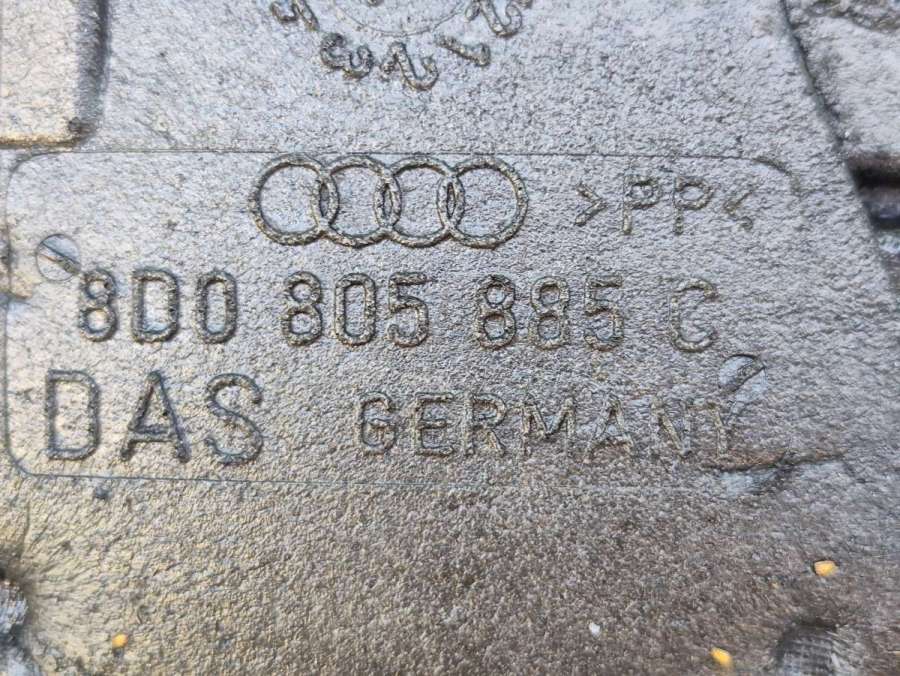 >PP<
8D0 805 885 C
DAS GERMANY